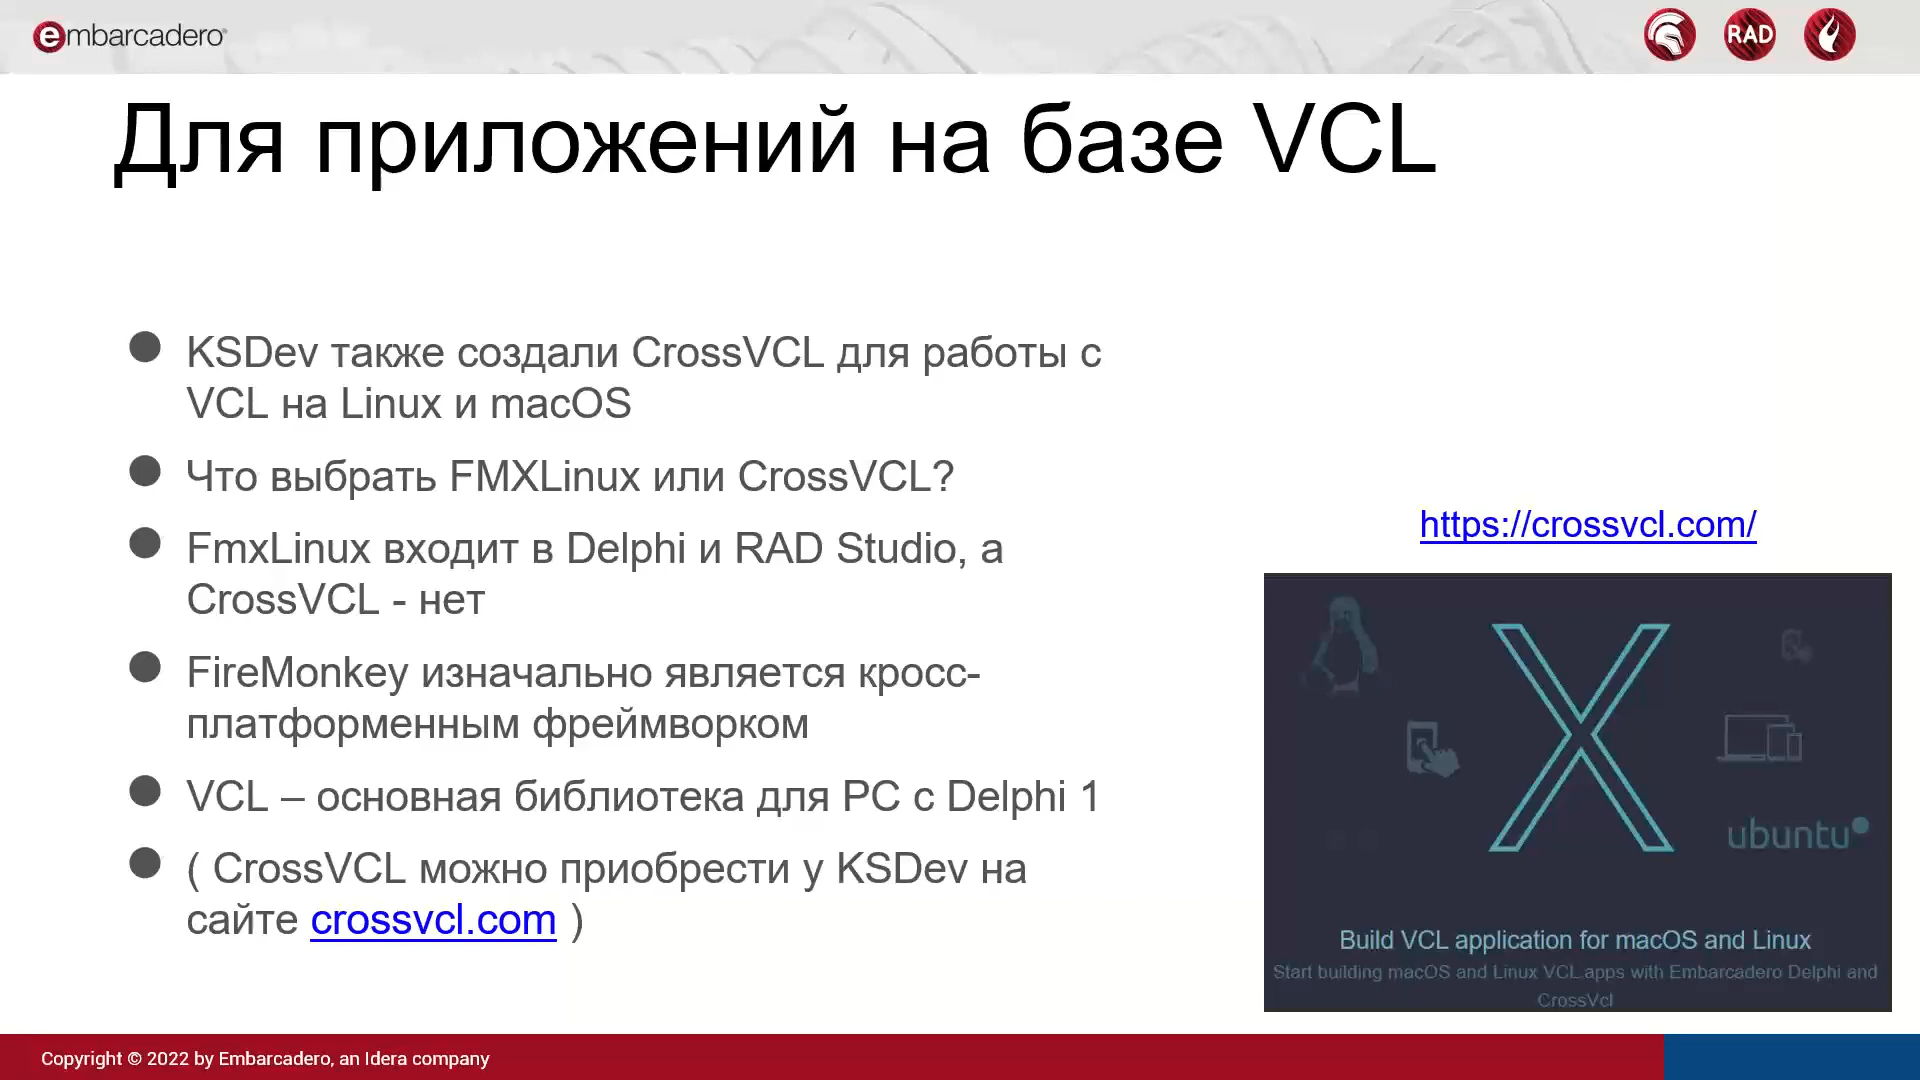 embarcadero
RAD
Для приложений на базе VCL
KSDev также создали CrossVCL для работы с
VCL на Linux и macOS
Что выбрать FMXLinux или CrossVCL?
FmxLinux входит в Delphi и RAD Studio, а
CrossVCL - нет
FireMonkey изначально является кросс-
платформенным фреймворком
VCL – основная библиотека для PC с Delphi 1
( CrossVCL можно приобрести у KSDev на
сайте crossvcl.com )
https://crossvcl.com/
ubuntu
Build VCL application for macOS and Linux
Start building macOS and Linux VCL apps with Embarcadero Delphi and
CrossVcl
Copyright © 2022 by Embarcadero, an Idera company